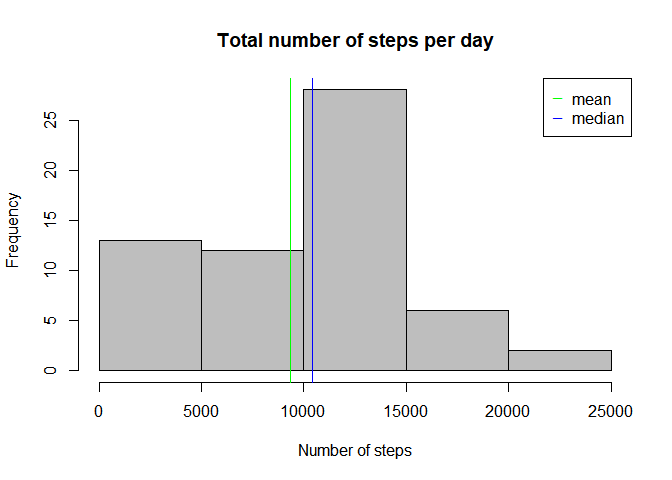 Total number of steps per day
mean
median
Frequency
25
20
15
10
5
0
0 5000 10000 15000 20000 25000
Number of steps